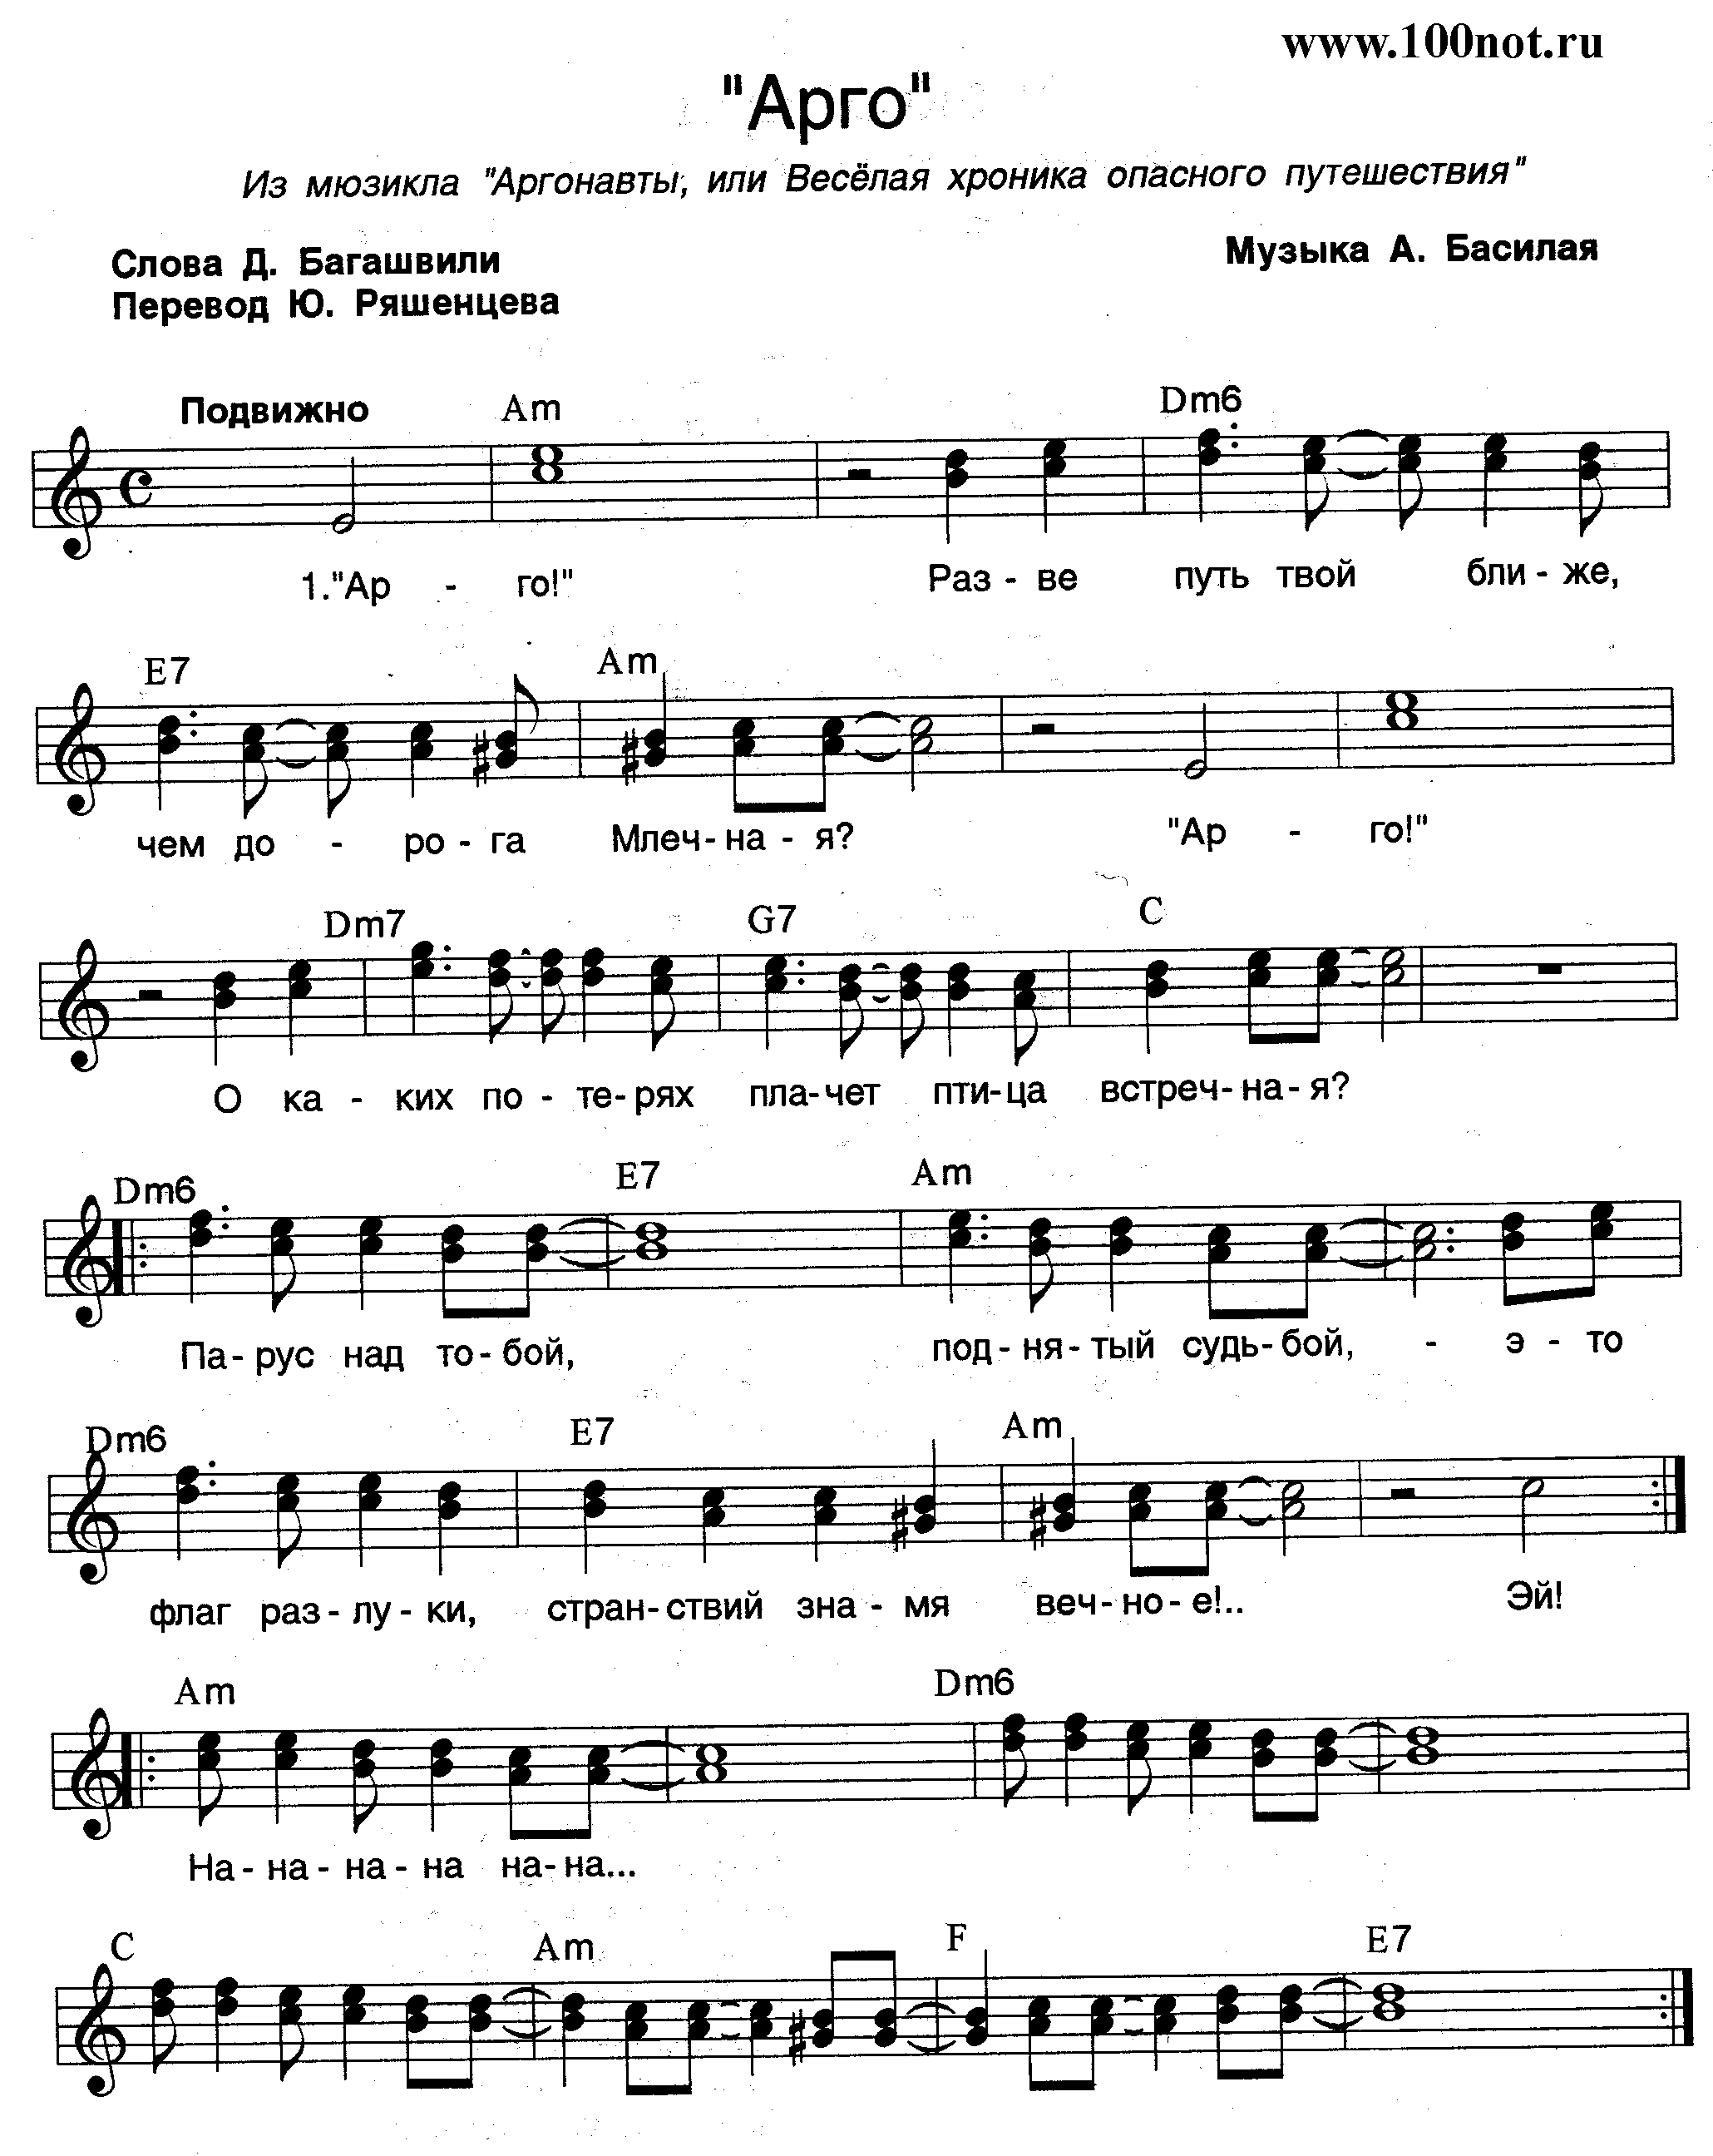 www.100not.ru
"Арго"
Из мюзикла "Аргонавты, или Весёлая хроника опасного путешествия"
Слова Д. Багашвили
Музыка А. Басилая
Перевод Ю. Ряшенцева
Подвижно Am Dm6
1."Ар - го!" Раз - ве путь твой бли - же,
E7 Am
чем до - ро - га Млеч - на - я? "Ар - го!"
Dm7 G7 C
О ка - ких по - те - рях пла - чет пти - ца встреч - на - я?
Dm6 E7 Am
Па - рус над то - бой, под - ня - тый судь - бой, - э - то
Dm6 E7 Am
флаг раз - лу - ки, стран - ствий зна - мя веч - но - е!.. Эй!
Am Dm6
На - на - на - на на - на...
C Am F E7